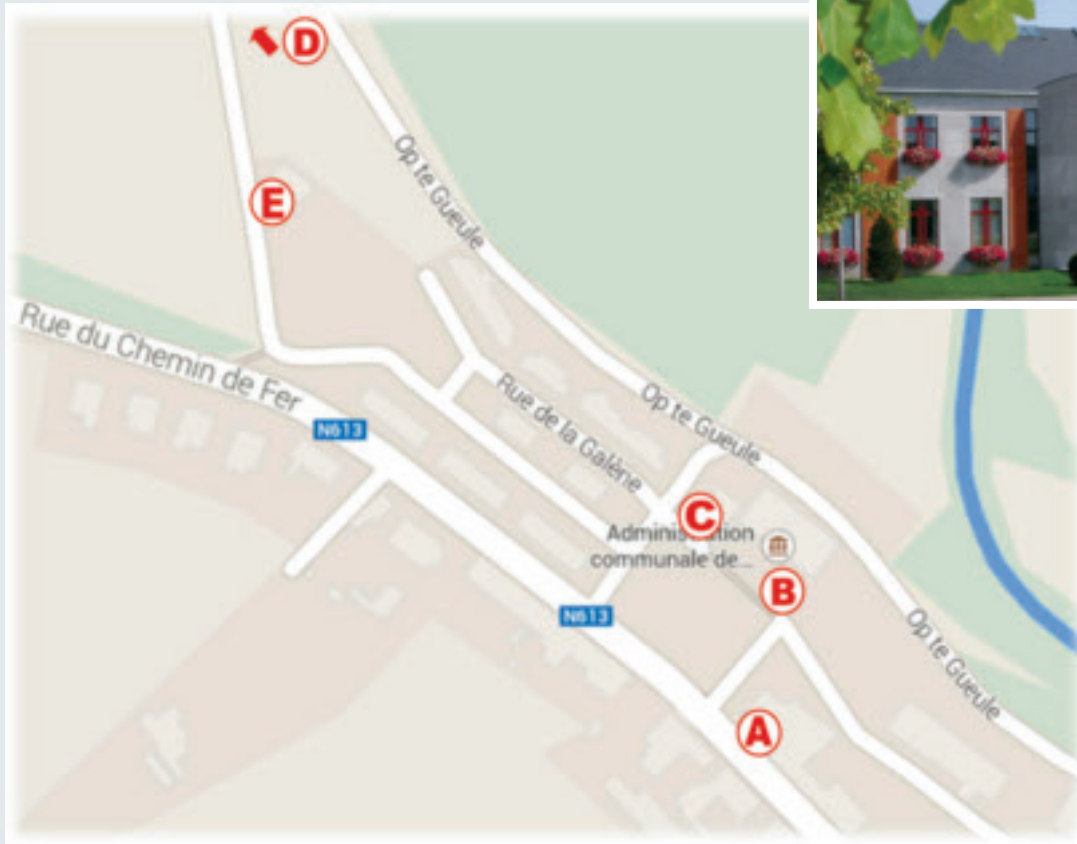 D
Op te Gueule
E
Rue du Chemin de Fer
N613
Rue de la Galène
Op te Gueule
C
Administration
communale de...
B
N613
Op te Gueule
A